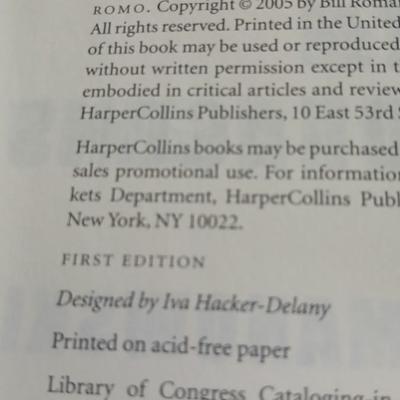 ROMO. Copyright © 2005 by Bill Roma
All rights reserved. Printed in the United
of this book may be used or reproduced
without written permission except in t
embodied in critical articles and review
HarperCollins Publishers, 10 East 53rd S
HarperCollins books may be purchased
sales promotional use. For informatio
kets Department, HarperCollins Publ
New York, NY 10022.
FIRST EDITION
Designed by Iva Hacker-Delany
Printed on acid-free paper
Library of Congress Cataloging-in